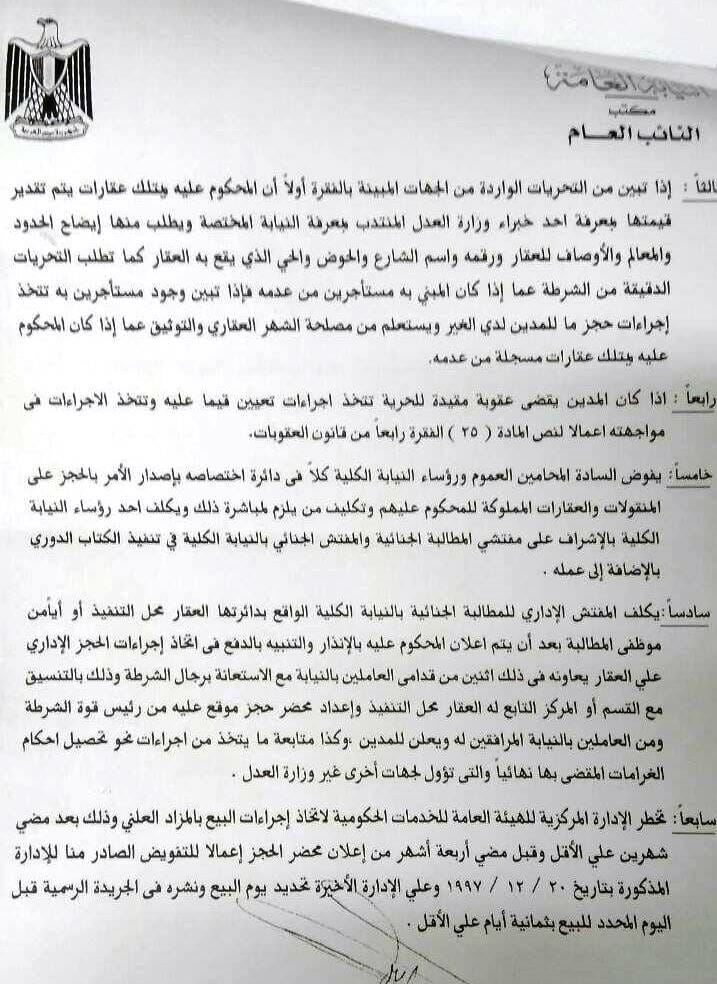 النيابة العامة
مكتب
النائب العام
جمهورية مصر العربية
ثالثاً : إذا تبين من التحريات الواردة من الجهات المبينة بالفقرة أولاً أن المحكوم عليه يمتلك عقارات يتم تقدير
قيمتها بمعرفة احد خبراء وزارة العدل المنتدب بمعرفة النيابة المختصة ويطلب منها إيضاح الحدود
والمعالم والأوصاف للعقار ورقمه واسم الشارع والحوض والحي الذي يقع به العقار كما تطلب التحريات
الدقيقة من الشرطة عما إذا كان المبني به مستأجرين من عدمه فإذا تبين وجود مستأجرين به تتخذ
إجراءات حجز ما للمدين لدي الغير ويستعلم من مصلحة الشهر العقاري والتوثيق عما إذا كان المحكوم
عليه يمتلك عقارات مسجلة من عدمه.
رابعاً : اذا كان المدين يقضى عقوبة مقيدة للحرية تتخذ اجراءات تعيين قيما عليه وتتخذ الاجراءات فى
مواجهته اعمالا لنص المادة ( ٢٥ ) الفقرة رابعاً من قانون العقوبات.
خامساً: يفوض السادة المحامين العموم ورؤساء النيابة الكلية كلاً فى دائرة اختصاصه بإصدار الأمر بالحجز على
المنقولات والعقارات المملوكة للمحكوم عليهم وتكليف من يلزم لمباشرة ذلك ويكلف احد رؤساء النيابة
الكلية بالإشراف على مفتشي المطالبة الجنائية والمفتش الجنائي بالنيابة الكلية في تنفيذ الكتاب الدوري
بالإضافة إلى عمله .
سادساً:يكلف المفتش الإداري للمطالبة الجنائية بالنيابة الكلية الواقع بدائرتها العقار محل التنفيذ أو أيأمن
موظفى المطالبة بعد أن يتم اعلان المحكوم عليه بالإنذار والتنبيه بالدفع فى اتخاذ إجراءات الحجز الإداري
علي العقار يعاونه فى ذلك اثنين من قدامى العاملين بالنيابة مع الاستعانة برجال الشرطة وذلك بالتنسيق
مع القسم أو المركز التابع له العقار محل التنفيذ وإعداد محضر حجز موقع عليه من رئيس قوة الشرطة
ومن العاملين بالنيابة المرافقين له ويعلن للمدين ،وكذا متابعة ما يتخذ من اجراءات نحو تحصيل احكام
الغرامات المقضى بها نهائياً والتى تؤول لجهات أخرى غير وزارة العدل .
سابعاً: تخطر الإدارة المركزية للهيئة العامة للخدمات الحكومية لاتخاذ إجراءات البيع بالمزاد العلني وذلك بعد مضي
شهرين علي الأقل وقبل مضي أربعة أشهر من إعلان محضر الحجز إعمالا للتفويض الصادر منا للإدارة
المذكورة بتاريخ ٢٠ / ١٢ / ١٩٩٧ وعلي الإدارة الأخيرة تحديد يوم البيع ونشره فى الجريدة الرسمية قبل
اليوم المحدد للبيع بثمانية أيام علي الأقل .